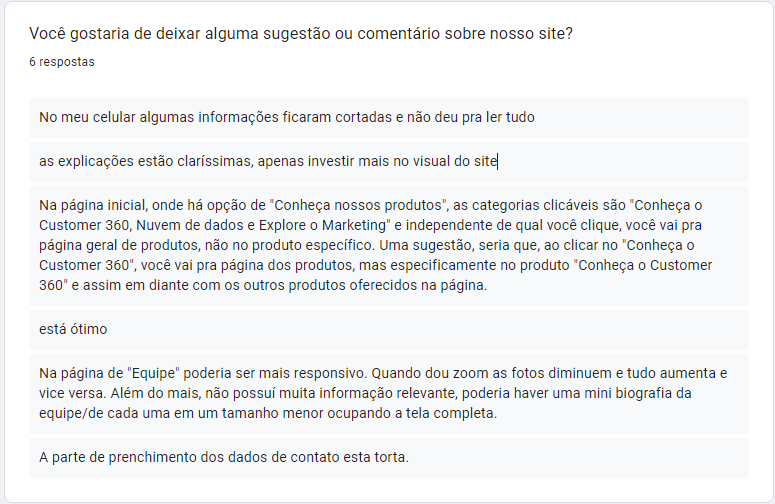 Você gostaria de deixar alguma sugestão ou comentário sobre nosso site?
6 respostas
No meu celular algumas informações ficaram cortadas e não deu pra ler tudo
as explicações estão claríssimas, apenas investir mais no visual do site
Na página inicial, onde há opção de "Conheça nossos produtos", as categorias clicáveis são "Conheça o
Customer 360, Nuvem de dados e Explore o Marketing" e independente de qual você clique, você vai pra
página geral de produtos, não no produto específico. Uma sugestão, seria que, ao clicar no "Conheça o
Customer 360", você vai pra página dos produtos, mas especificamente no produto "Conheça o Customer
360" e assim em diante com os outros produtos oferecidos na página.
está ótimo
Na página de "Equipe" poderia ser mais responsivo. Quando dou zoom as fotos diminuem e tudo aumenta e
vice versa. Além do mais, não possuí muita informação relevante, poderia haver uma mini biografia da
equipe/de cada uma em um tamanho menor ocupando a tela completa.
A parte de prenchimento dos dados de contato esta torta.